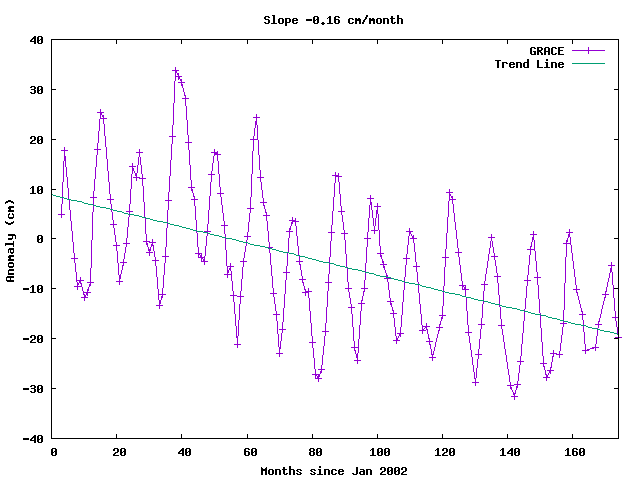 Slope -0.16 cm/month
GRACE
Trend Line
40
30
20
10
0
-10
-20
-30
-40
Anomaly (cm)
0 20 40 60 80 100 120 140 160
Months since Jan 2002